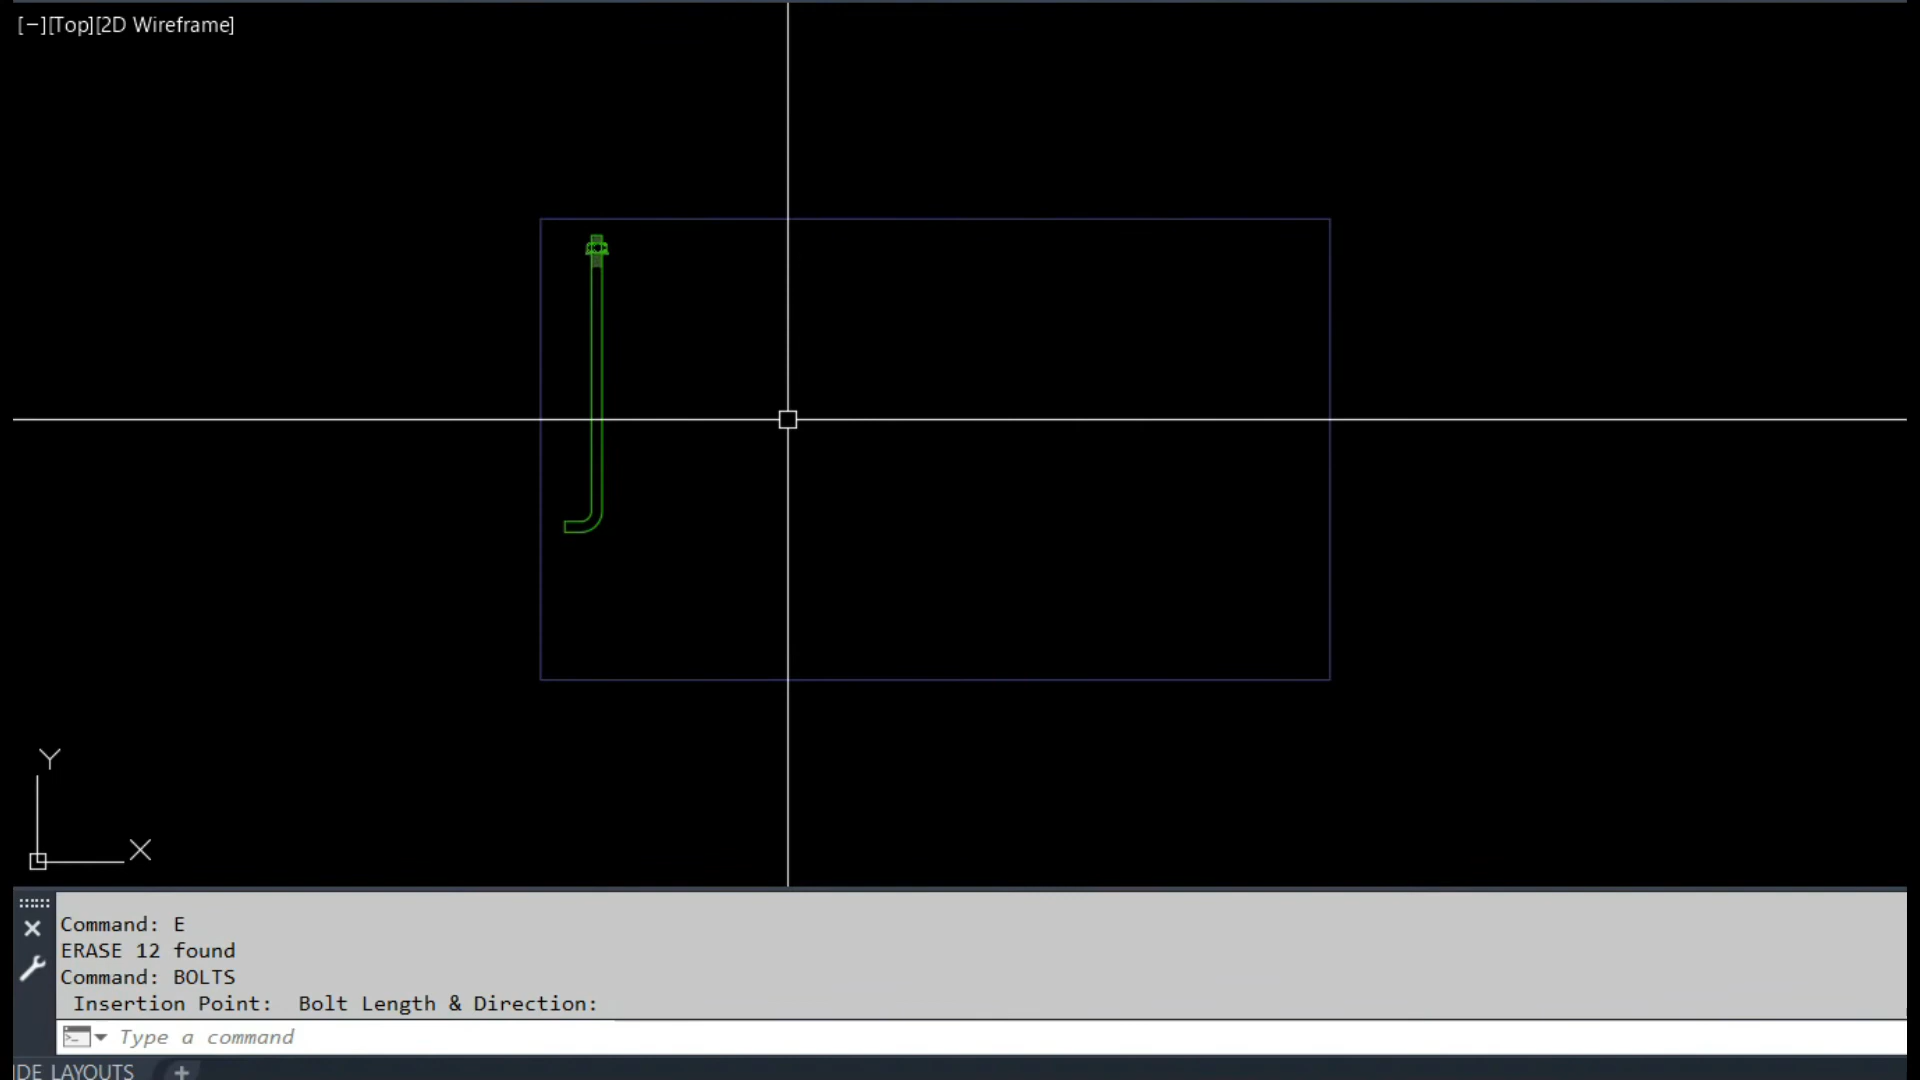 [−][Top][2D Wireframe]
Y
X
Command: E
ERASE 12 found
Command: BOLTS
Insertion Point:  Bolt Length & Direction:
Type a command
IDE LAYOUTS +